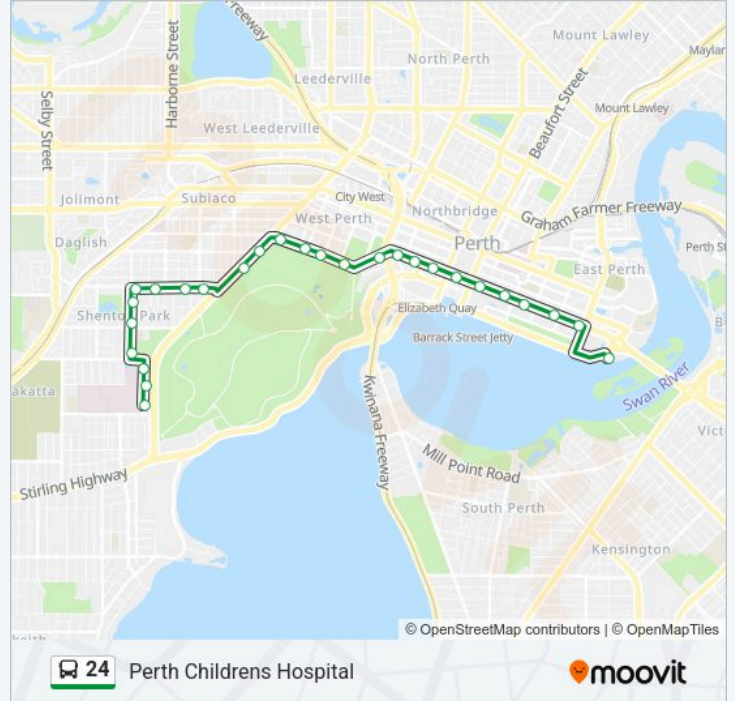 Freeway
Mount Lawley
Harborne Street
North Perth
Maylan
Leederville
Selby Street
Beaufort Street
Mount Lawley
West Leederville
Jolimont
Subiaco
City West
West Perth
Northbridge
Graham Farmer Freeway
Daglish
Perth
Perth St
East Perth
Shenton Park
Elizabeth Quay
Barrack Street Jetty
akatta
Kwinana Freeway
Swan River
Vict
Mill Point Road
Stirling Highway
South Perth
Kensington
© OpenStreetMap contributors | © OpenMapTiles
24 Perth Childrens Hospital
moovit